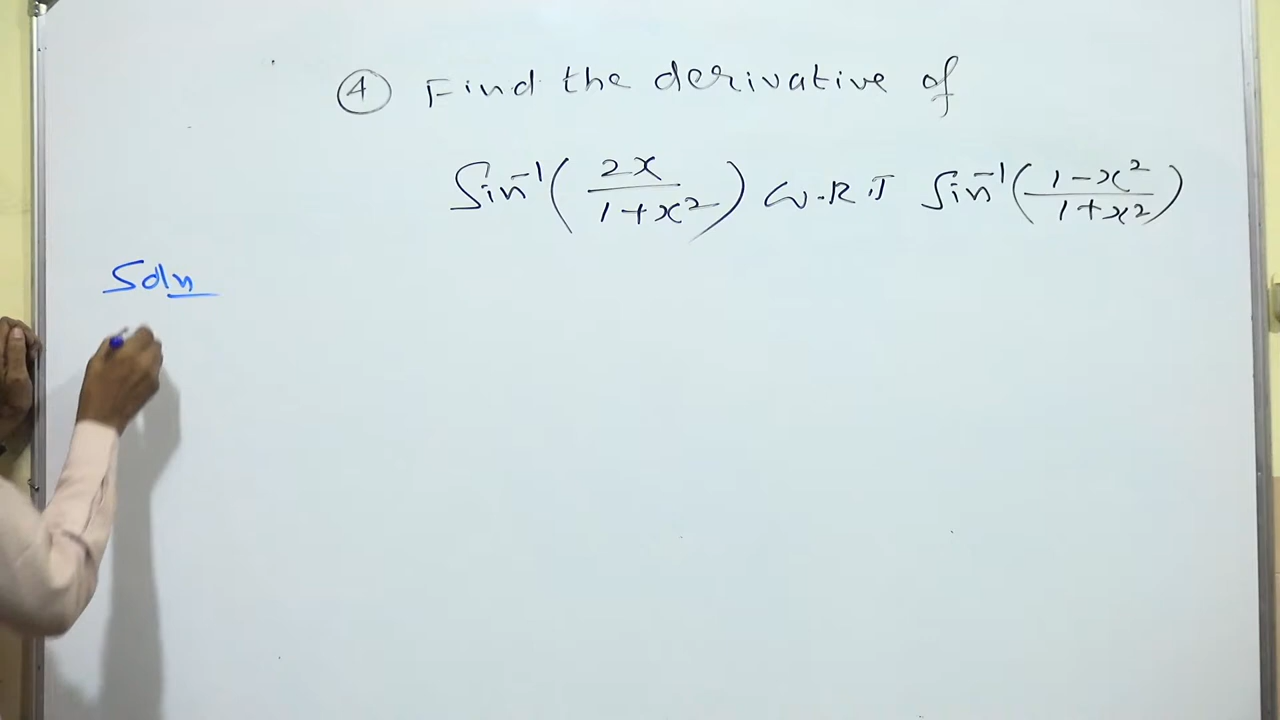 ④ Find the derivative of
Sin⁻¹(2x/1+x²) W.R.T Sin⁻¹(1-x²/1+x²)
Soln